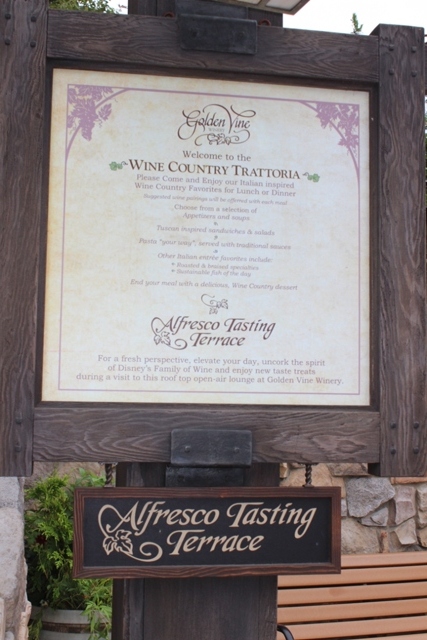 Golden Vine
Winery
Welcome to the
Wine Country Trattoria
Please Come and Enjoy our Italian inspired
Wine Country Favorites for Lunch or Dinner
Suggested wine pairings will be offered with each meal
Choose from a selection of
Appetizers and soups
Tuscan inspired sandwiches & salads
Pasta "your way", served with traditional sauces
Other Italian entrée favorites include:
Roasted & braised specialties
Sustainable fish of the day
End your meal with a delicious, Wine Country dessert
Alfresco Tasting
Terrace
For a fresh perspective, elevate your day, uncork the spirit
of Disney's Family of Wine and enjoy new taste treats
during a visit to this roof top open-air lounge at Golden Vine Winery.
Alfresco Tasting
Terrace